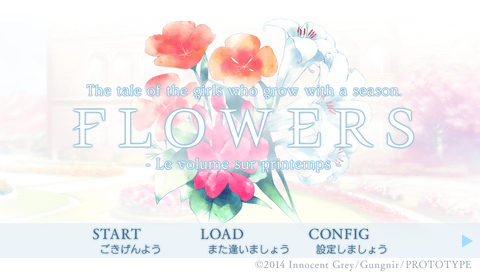 The tale of the girls who grow with a season.
FLOWERS
- Le volume sur printemps -
START LOAD CONFIG
ごきげんよう また逢いましょう 設定しましょう
©2014 Innocent Grey/Gungnir/PROTOTYPE